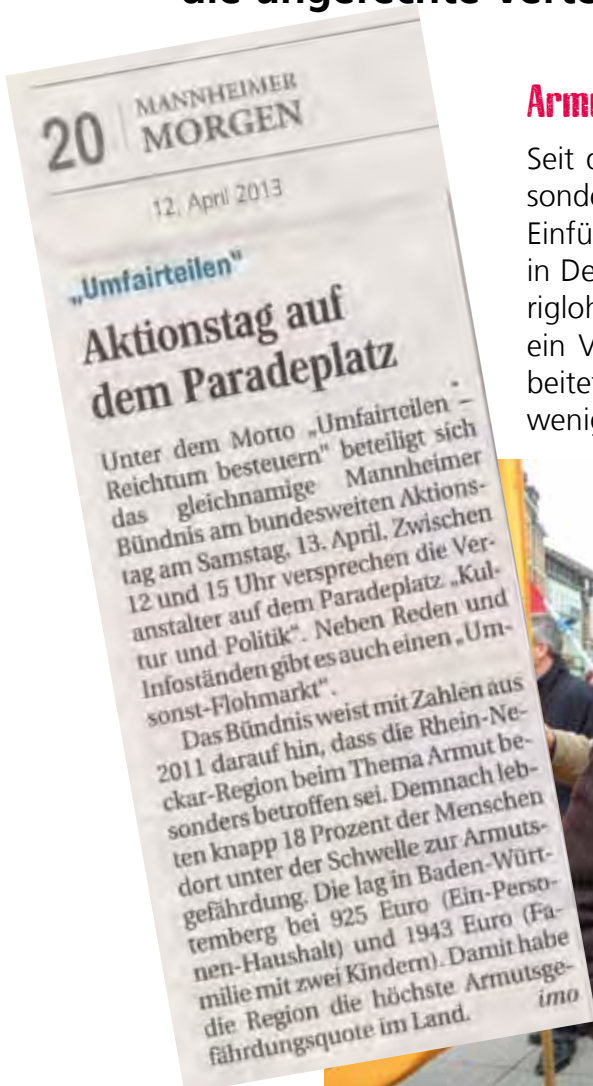 20 MANNHEIMER
MORGEN
12. April 2013
„Umfairteilen"
Aktionstag auf
dem Paradeplatz
Unter dem Motto „Umfairteilen –
Reichtum besteuern" beteiligt sich
das gleichnamige Mannheimer
Bündnis am bundesweiten Aktions-
tag am Samstag, 13. April. Zwischen
12 und 15 Uhr versprechen die Ver-
anstalter auf dem Paradeplatz „Kul-
tur und Politik". Neben Reden und
Infoständen gibt es auch einen „Um-
sonst-Flohmarkt".
Das Bündnis weist mit Zahlen aus
2011 darauf hin, dass die Rhein-Ne-
ckar-Region beim Thema Armut be-
sonders betroffen sei. Demnach leb-
ten knapp 18 Prozent der Menschen
dort unter der Schwelle zur Armuts-
gefährdung. Die lag in Baden-Würt-
temberg bei 925 Euro (Ein-Perso-
nen-Haushalt) und 1943 Euro (Fa-
milie mit zwei Kindern). Damit habe
die Region die höchste Armutsge-
fährdungsquote im Land. imo
Seit
Einfü
in De
rigloh
ein V
beitet
wenig